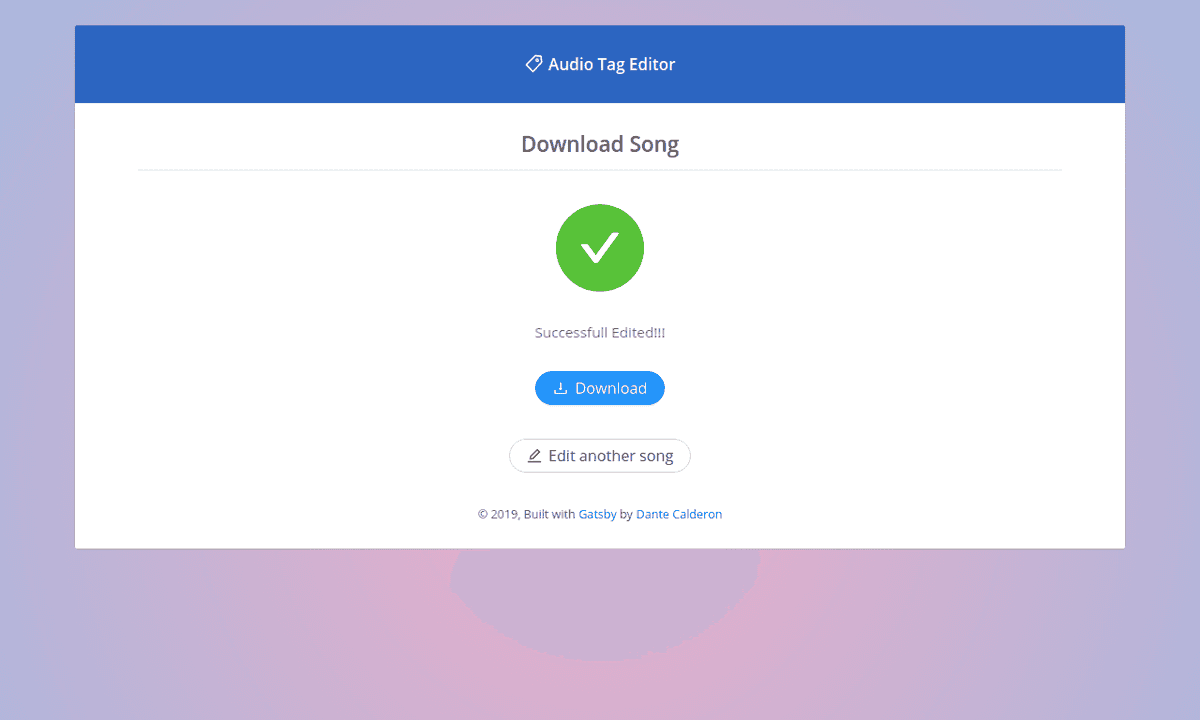 Audio Tag Editor
Download Song
Successfull Edited!!!
Download
Edit another song
© 2019, Built with Gatsby by Dante Calderon